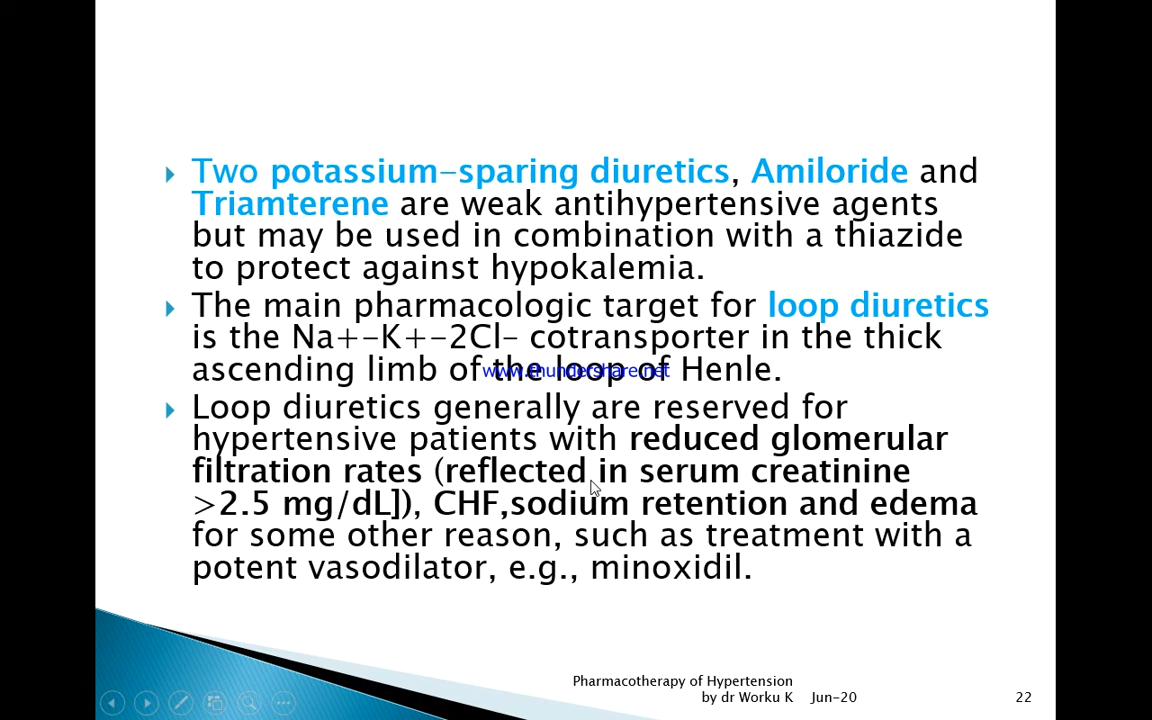 Two potassium-sparing diuretics, Amiloride and
Triamterene are weak antihypertensive agents
but may be used in combination with a thiazide
to protect against hypokalemia.
The main pharmacologic target for loop diuretics
is the Na+-K+-2Cl- cotransporter in the thick
ascending limb of the loop of Henle.
www.thundershare.net
Loop diuretics generally are reserved for
hypertensive patients with reduced glomerular
filtration rates (reflected in serum creatinine
>2.5 mg/dL]), CHF,sodium retention and edema
for some other reason, such as treatment with a
potent vasodilator, e.g., minoxidil.
Pharmacotherapy of Hypertension
by dr Worku K Jun-20 22